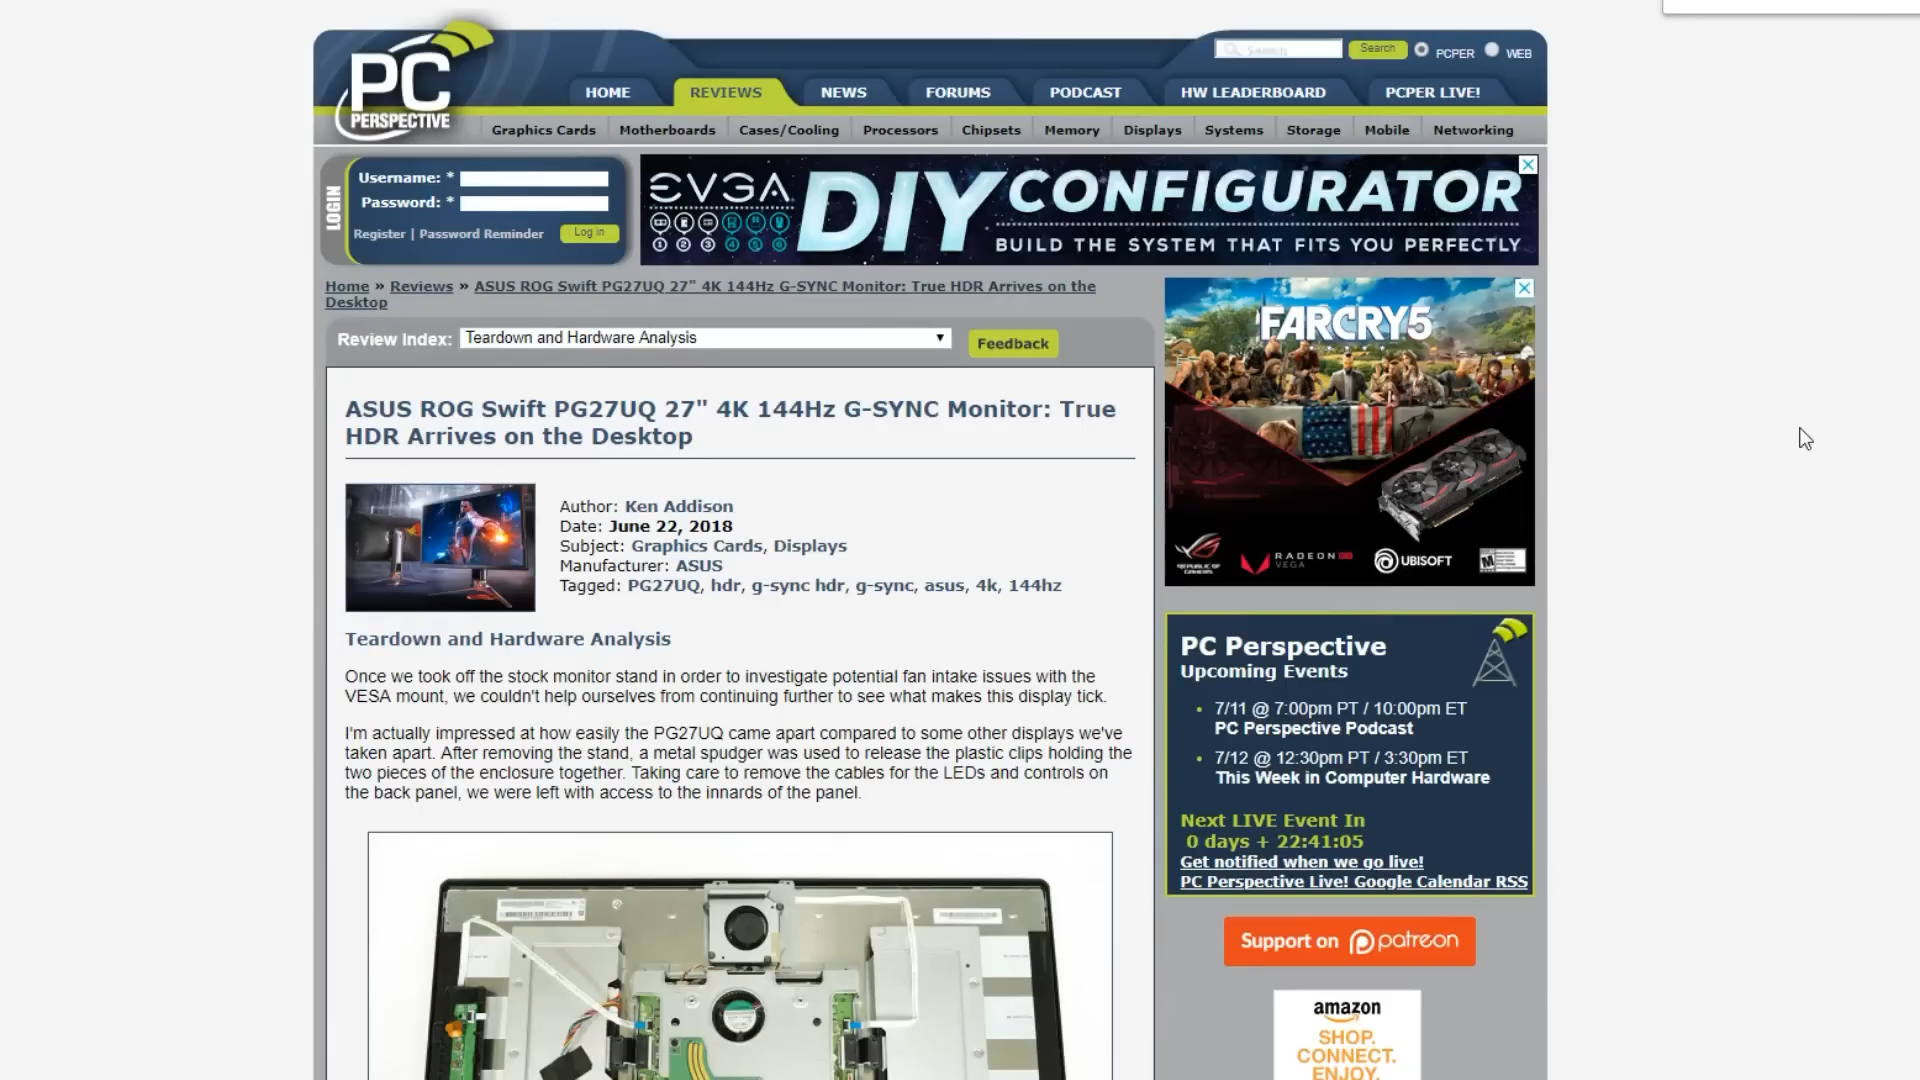 PC
PERSPECTIVE
Search
Search
PCPER
WEB
HOME
REVIEWS
NEWS
FORUMS
PODCAST
HW LEADERBOARD
PCPER LIVE!
Graphics Cards
Motherboards
Cases/Cooling
Processors
Chipsets
Memory
Displays
Systems
Storage
Mobile
Networking
LOGIN
Username: *
Password: *
Register | Password Reminder
Log in
EVGA
1 2 3 4 5 6
DIY CONFIGURATOR
BUILD THE SYSTEM THAT FITS YOU PERFECTLY
Home » Reviews » ASUS ROG Swift PG27UQ 27" 4K 144Hz G-SYNC Monitor: True HDR Arrives on the
Desktop
Review Index:
Teardown and Hardware Analysis
Feedback
ASUS ROG Swift PG27UQ 27" 4K 144Hz G-SYNC Monitor: True
HDR Arrives on the Desktop
Author: Ken Addison
Date: June 22, 2018
Subject: Graphics Cards, Displays
Manufacturer: ASUS
Tagged: PG27UQ, hdr, g-sync hdr, g-sync, asus, 4k, 144hz
Teardown and Hardware Analysis
Once we took off the stock monitor stand in order to investigate potential fan intake issues with the
VESA mount, we couldn't help ourselves from continuing further to see what makes this display tick.
I'm actually impressed at how easily the PG27UQ came apart compared to some other displays we've
taken apart. After removing the stand, a metal spudger was used to release the plastic clips holding the
two pieces of the enclosure together. Taking care to remove the cables for the LEDs and controls on
the back panel, we were left with access to the innards of the panel.
FARCRY5
REPUBLIC OF
GAMERS
RADEON RX
VEGA
UBISOFT
M
PC Perspective
Upcoming Events
7/11 @ 7:00pm PT / 10:00pm ET
PC Perspective Podcast
7/12 @ 12:30pm PT / 3:30pm ET
This Week in Computer Hardware
Next LIVE Event In
0 days + 22:41:05
Get notified when we go live!
PC Perspective Live! Google Calendar RSS
Support on patreon
amazon
SHOP.
CONNECT.
ENJOY.